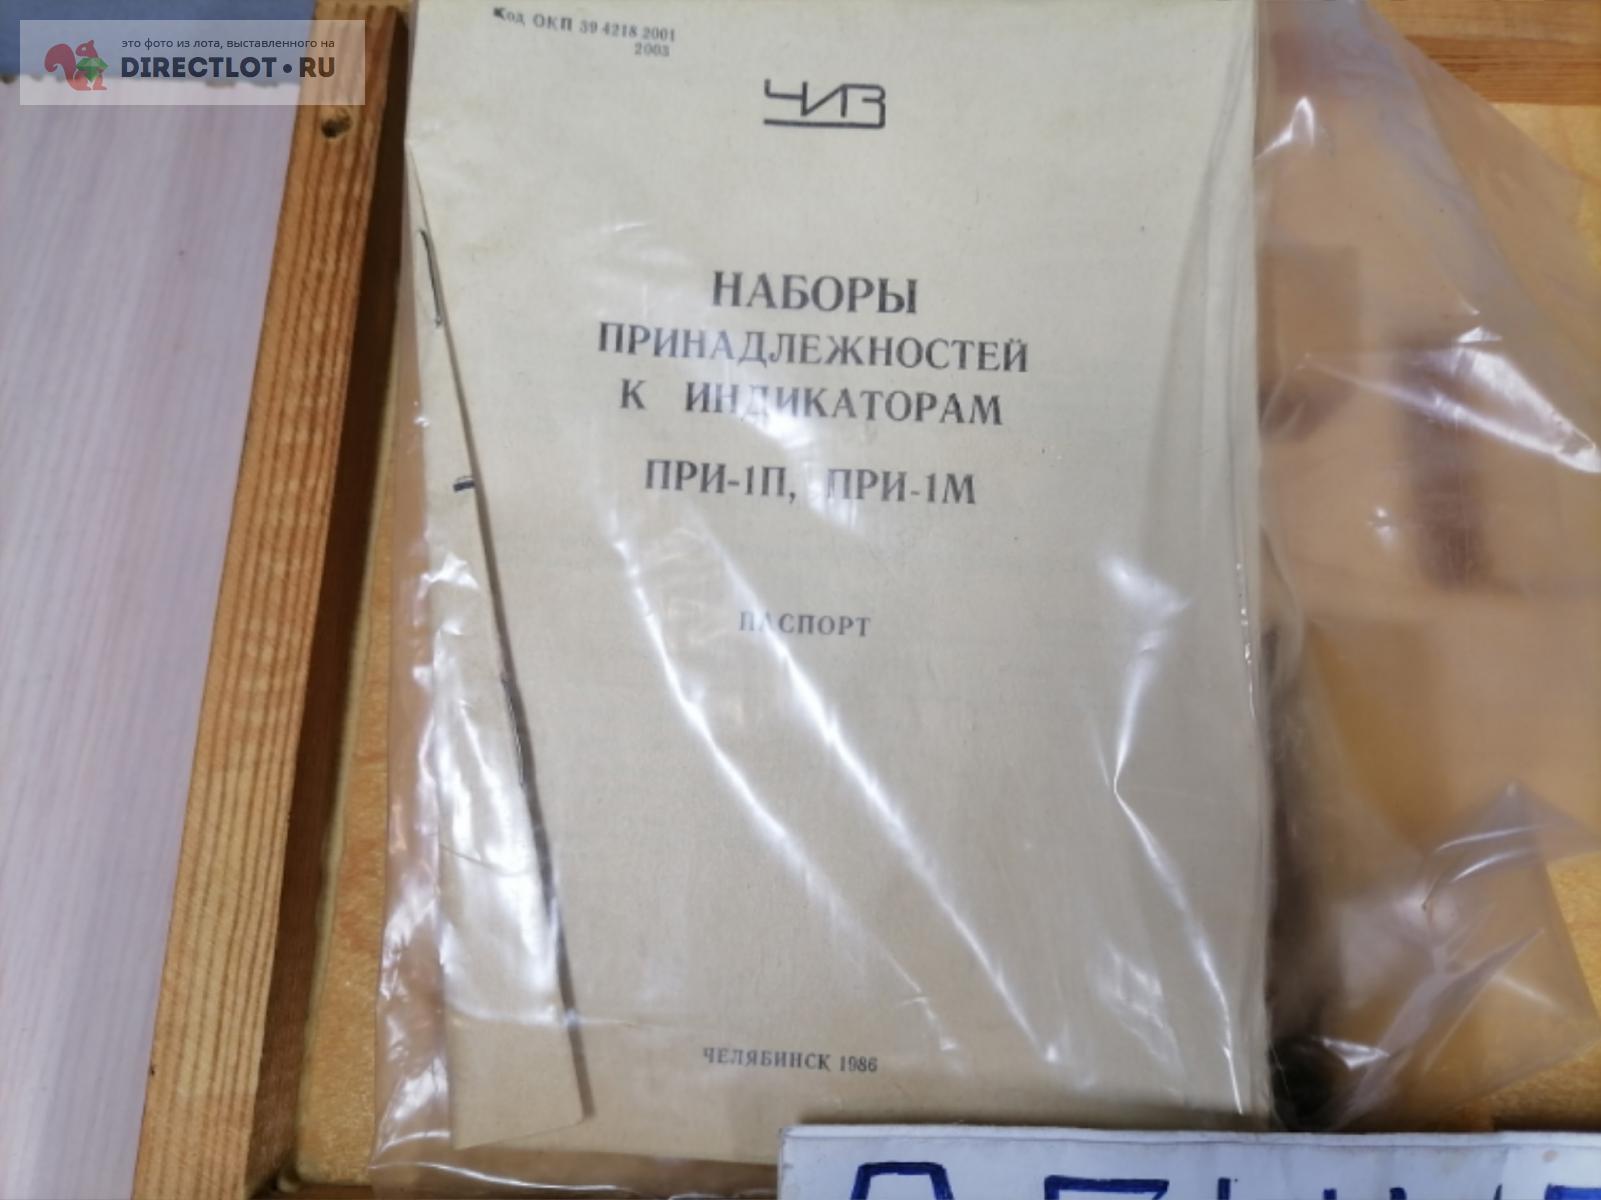 это фото из лота, выставленного на
DIRECTLOT•RU
Код ОКП 39 4218 2001
2003
ЧИЗ
НАБОРЫ
ПРИНАДЛЕЖНОСТЕЙ
К ИНДИКАТОРАМ
ПРИ-1П, ПРИ-1М
ПАСПОРТ
ЧЕЛЯБИНСК 1986